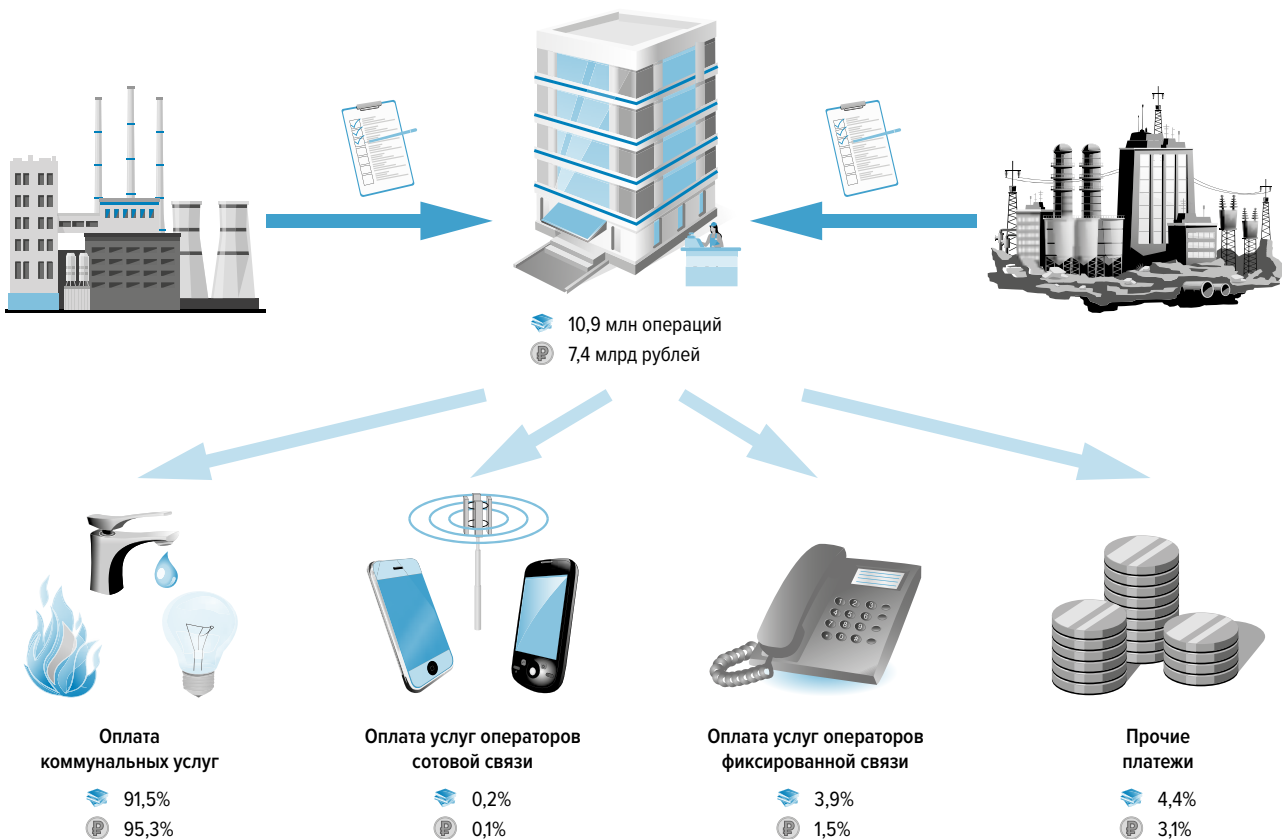 10,9 млн операций
7,4 млрд рублей
Оплата
коммунальных услуг
91,5%
95,3%
Оплата услуг операторов
сотовой связи
0,2%
0,1%
Оплата услуг операторов
фиксированной связи
3,9%
1,5%
Прочие
платежи
4,4%
3,1%